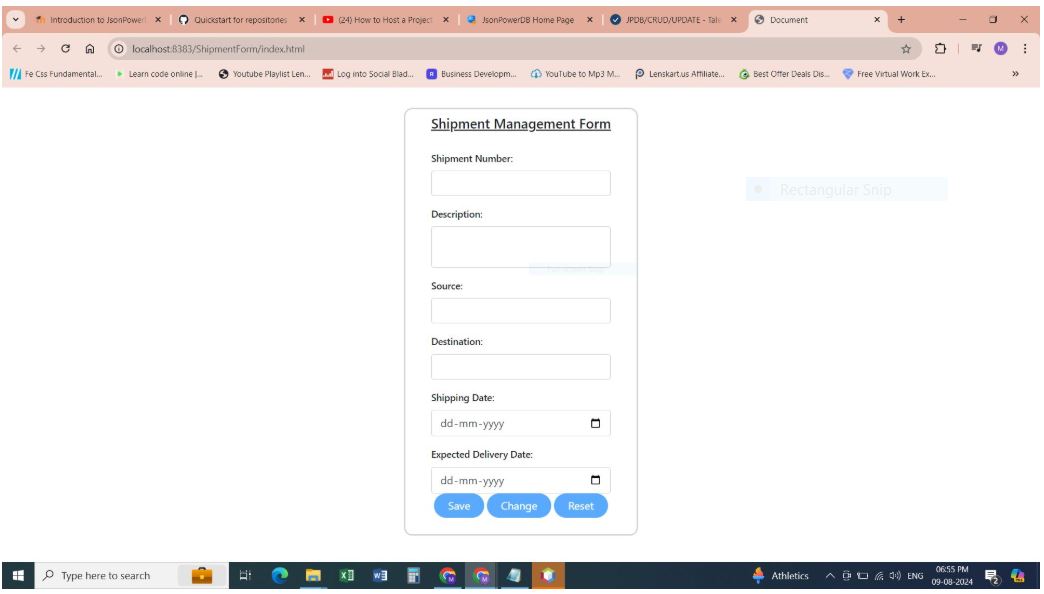 Introduction to JsonPowerI
Quickstart for repositories
(24) How to Host a Project
JsonPowerDB Home Page
JPDB/CRUD/UPDATE - Tale
Document
localhost:8383/ShipmentForm/index.html
M
Fe Css Fundamental...
Learn code online |...
Youtube Playlist Len...
Log into Social Blad...
Business Developm...
YouTube to Mp3 M...
Lenskart.us Affiliate...
Best Offer Deals Dis...
Free Virtual Work Ex...
»
Shipment Management Form
Shipment Number:
Rectangular Snip
Description:
Source:
Destination:
Shipping Date:
dd-mm-yyyy
Expected Delivery Date:
dd-mm-yyyy
Save
Change
Reset
Type here to search
Athletics
ENG
06:55 PM
09-08-2024
2